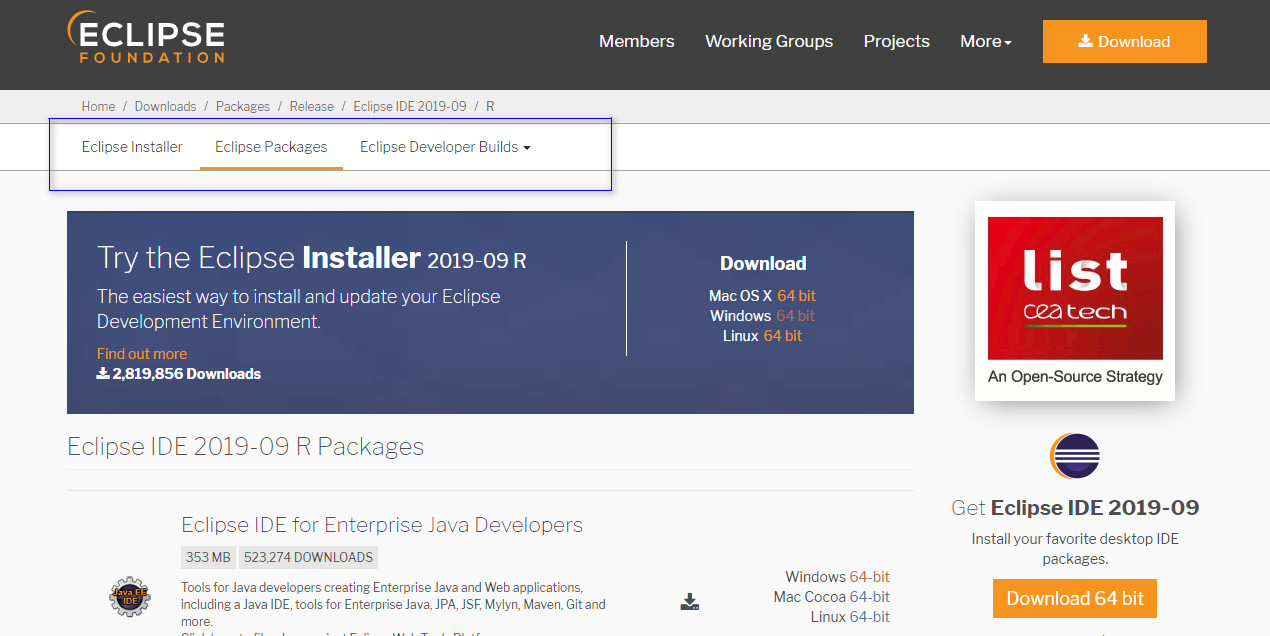 ECLIPSE
FOUNDATION
Members Working Groups Projects More Download
Home / Downloads / Packages / Release / Eclipse IDE 2019-09 / R
Eclipse Installer Eclipse Packages Eclipse Developer Builds
Try the Eclipse Installer 2019-09 R
The easiest way to install and update your Eclipse
Development Environment.
Find out more
2,819,856 Downloads
Download
Mac OS X 64 bit
Windows 64 bit
Linux 64 bit
list
ceatech
An Open-Source Strategy
Eclipse IDE 2019-09 R Packages
Get Eclipse IDE 2019-09
Install your favorite desktop IDE
packages.
Download 64 bit
Eclipse IDE for Enterprise Java Developers
353 MB 523,274 DOWNLOADS
Java EE
IDE
Tools for Java developers creating Enterprise Java and Web applications,
including a Java IDE, tools for Enterprise Java, JPA, JSF, Mylyn, Maven, Git and
more.
Windows 64-bit
Mac Cocoa 64-bit
Linux 64-bit